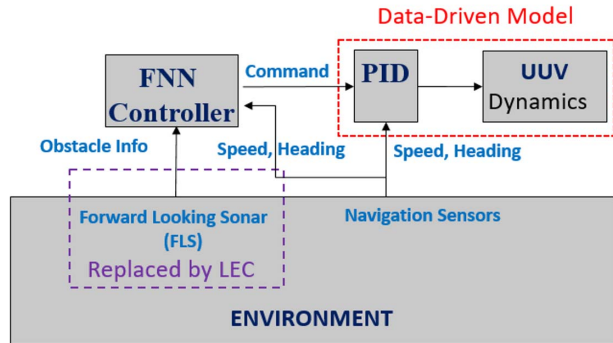 Data-Driven Model
FNN
Controller
Command
PID
UUV
Dynamics
Obstacle Info
Speed, Heading
Speed, Heading
Forward Looking Sonar
(FLS)
Navigation Sensors
Replaced by LEC
ENVIRONMENT